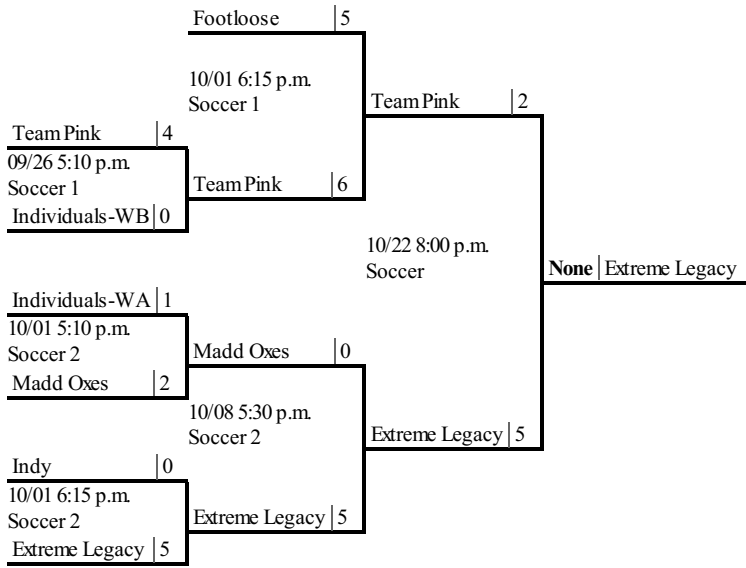 Footloose 5
10/01 6:15 p.m.
Soccer 1
Team Pink 2
Team Pink 4
09/26 5:10 p.m.
Soccer 1
Team Pink 6
Individuals-WB 0
10/22 8:00 p.m.
Soccer
None Extreme Legacy
Individuals-WA 1
10/01 5:10 p.m.
Soccer 2
Madd Oxes 0
Madd Oxes 2
10/08 5:30 p.m.
Soccer 2
Extreme Legacy 5
Indy 0
10/01 6:15 p.m.
Soccer 2
Extreme Legacy 5
Extreme Legacy 5